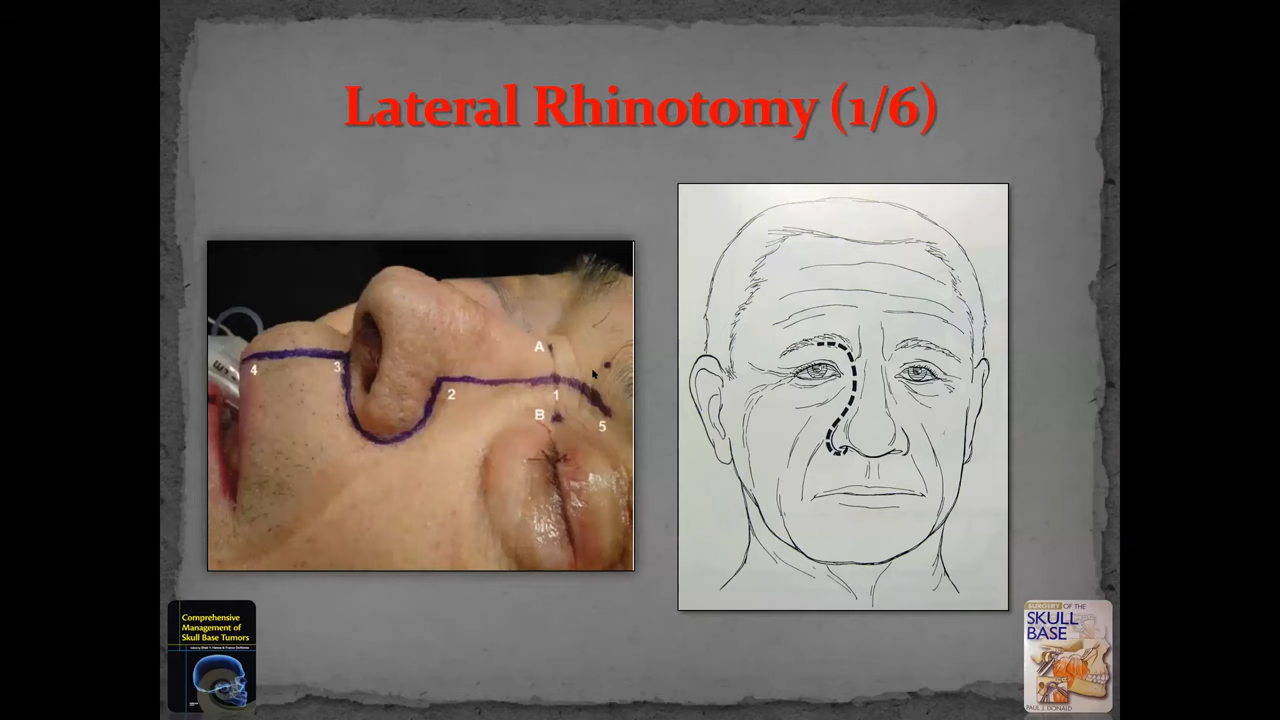 Lateral Rhinotomy (1/6)
A
4
3
2
1
B
5
Comprehensive
Management of
Skull Base Tumors
SURGERY OF THE
SKULL
BASE
PAUL J. DONALD